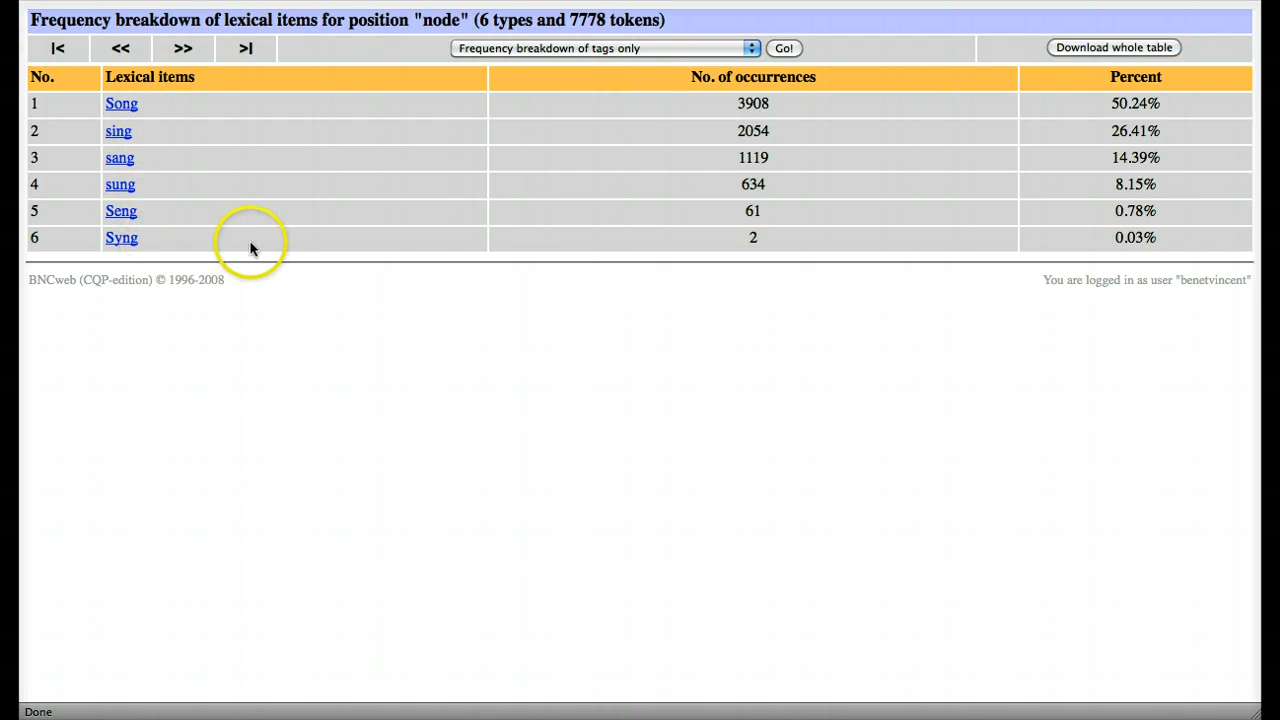 Frequency breakdown of lexical items for position "node" (6 types and 7778 tokens)
|< << >> >| Frequency breakdown of tags only Go! Download whole table
No. Lexical items No. of occurrences Percent
1 Song 3908 50.24%
2 sing 2054 26.41%
3 sang 1119 14.39%
4 sung 634 8.15%
5 Seng 61 0.78%
6 Syng 2 0.03%
BNCweb (CQP-edition) © 1996-2008 You are logged in as user "benetvincent"
Done